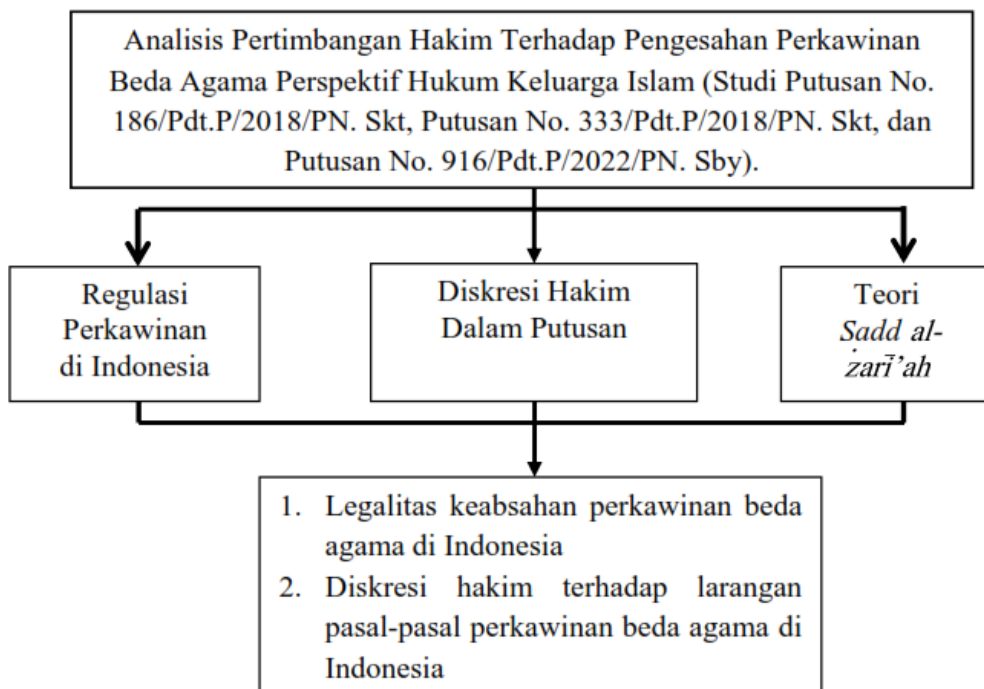 Analisis Pertimbangan Hakim Terhadap Pengesahan Perkawinan
Beda Agama Perspektif Hukum Keluarga Islam (Studi Putusan No.
186/Pdt.P/2018/PN. Skt, Putusan No. 333/Pdt.P/2018/PN. Skt, dan
Putusan No. 916/Pdt.P/2022/PN. Sby).
Regulasi
Perkawinan
di Indonesia
Diskresi Hakim
Dalam Putusan
Teori
Sadd al-
żarī’ah
1. Legalitas keabsahan perkawinan beda
agama di Indonesia
2. Diskresi hakim terhadap larangan
pasal-pasal perkawinan beda agama di
Indonesia